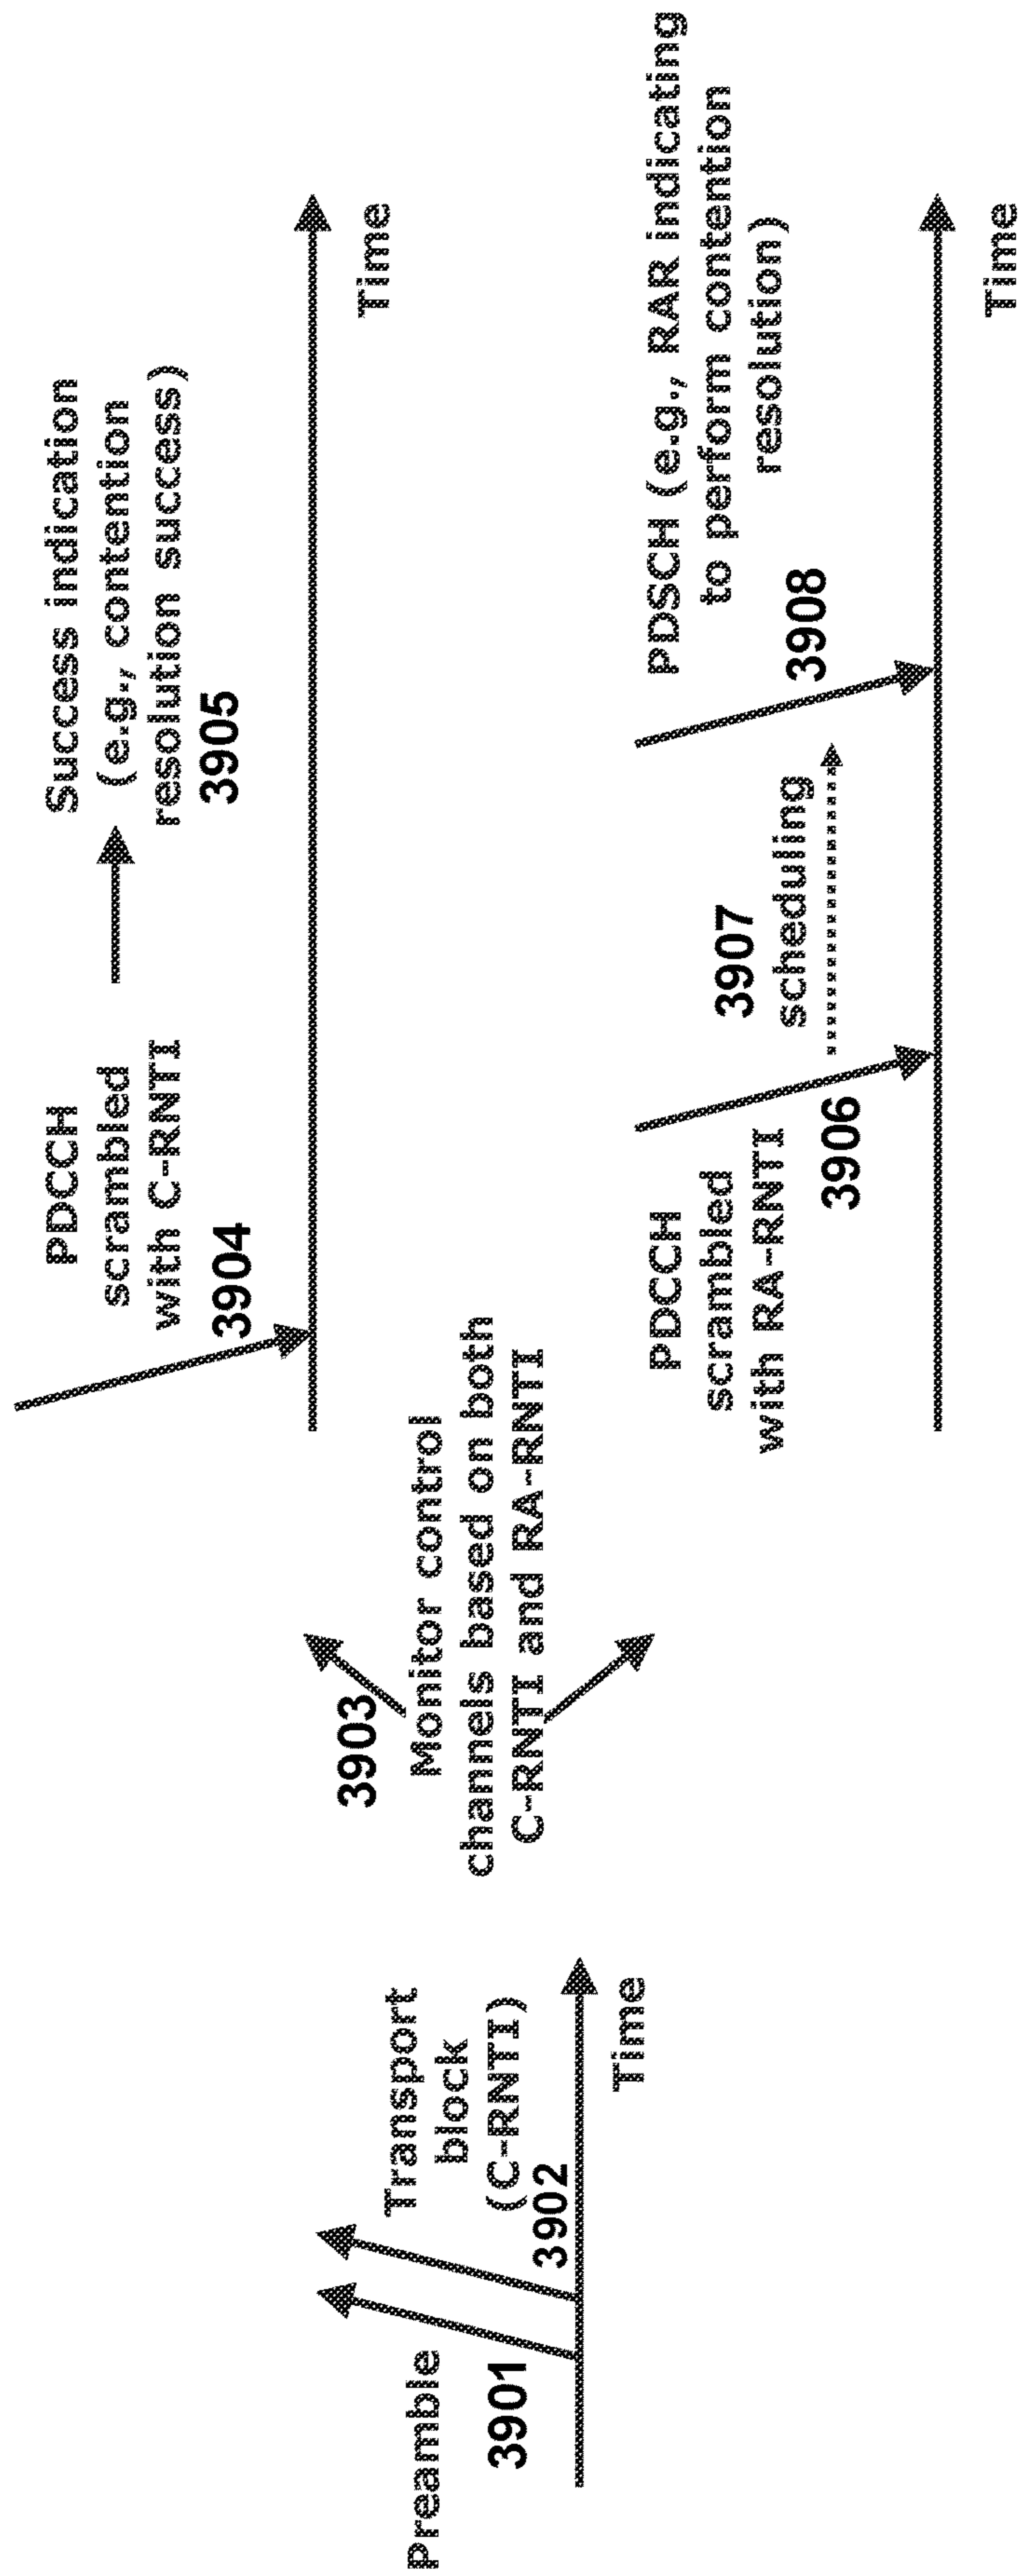 Preamble
3901
Transport
block
(C-RNTI)
3902
Time
3903
Monitor control
channels based on both
C-RNTI and RA-RNTI
PDCCH
scrambled
with C-RNTI
3904
Success indication
(e.g., contention
resolution success)
3905
Time
PDCCH
scrambled
with RA-RNTI
3906
3907
scheduling
PDSCH (e.g., RAR indicating
to perform contention
resolution)
3908
Time